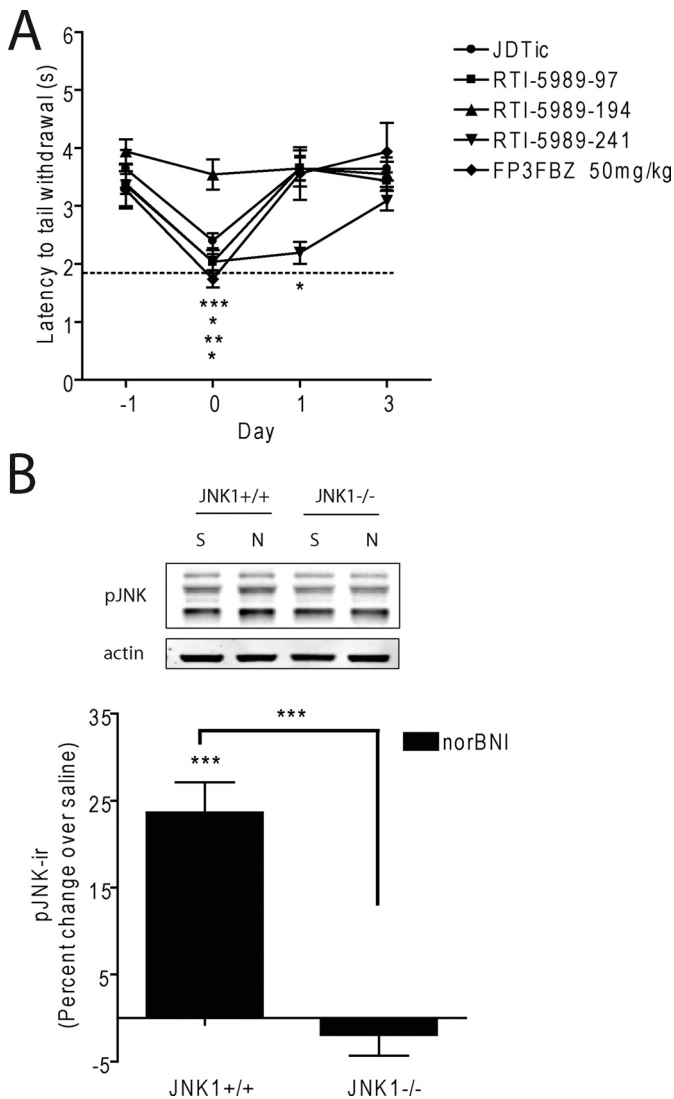 A
6
5
4
3
2
1
0
Latency to tail withdrawal (s)
-1 0 1 3
Day
***
*
**
*
*
JDTic
RTI-5989-97
RTI-5989-194
RTI-5989-241
FP3FBZ 50mg/kg
B
JNK1+/+ JNK1-/-
S N S N
pJNK
actin
35
25
15
5
-5
pJNK-ir
(Percent change over saline)
***
***
norBNI
JNK1+/+ JNK1-/-